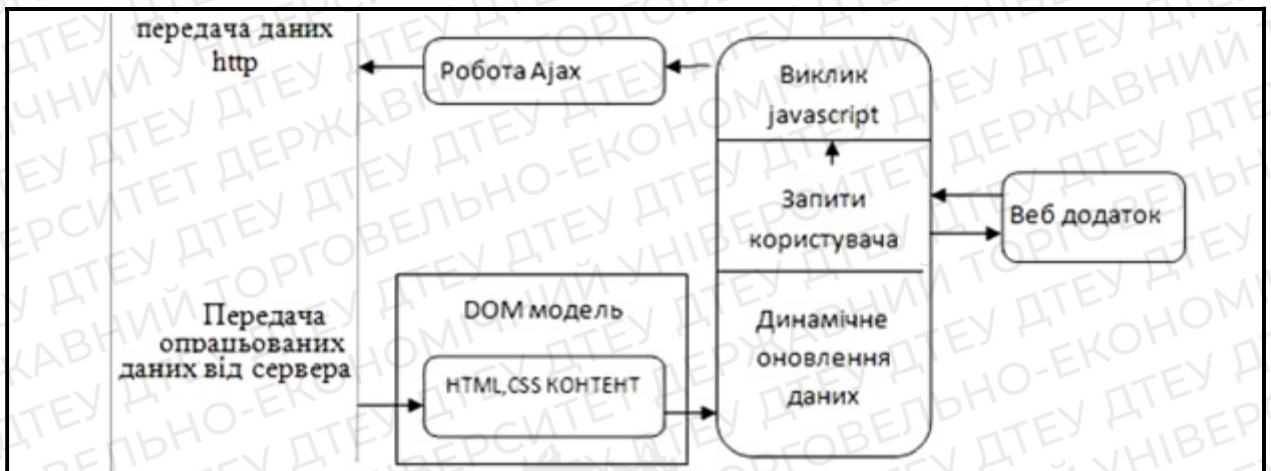 передача даних
http
Робота Ajax
Виклик
javascript
Запити
користувача
Веб додаток
Передача
опрацьованих
даних від сервера
DOM модель
HTML,CSS КОНТЕНТ
Динамічне
оновлення
даних